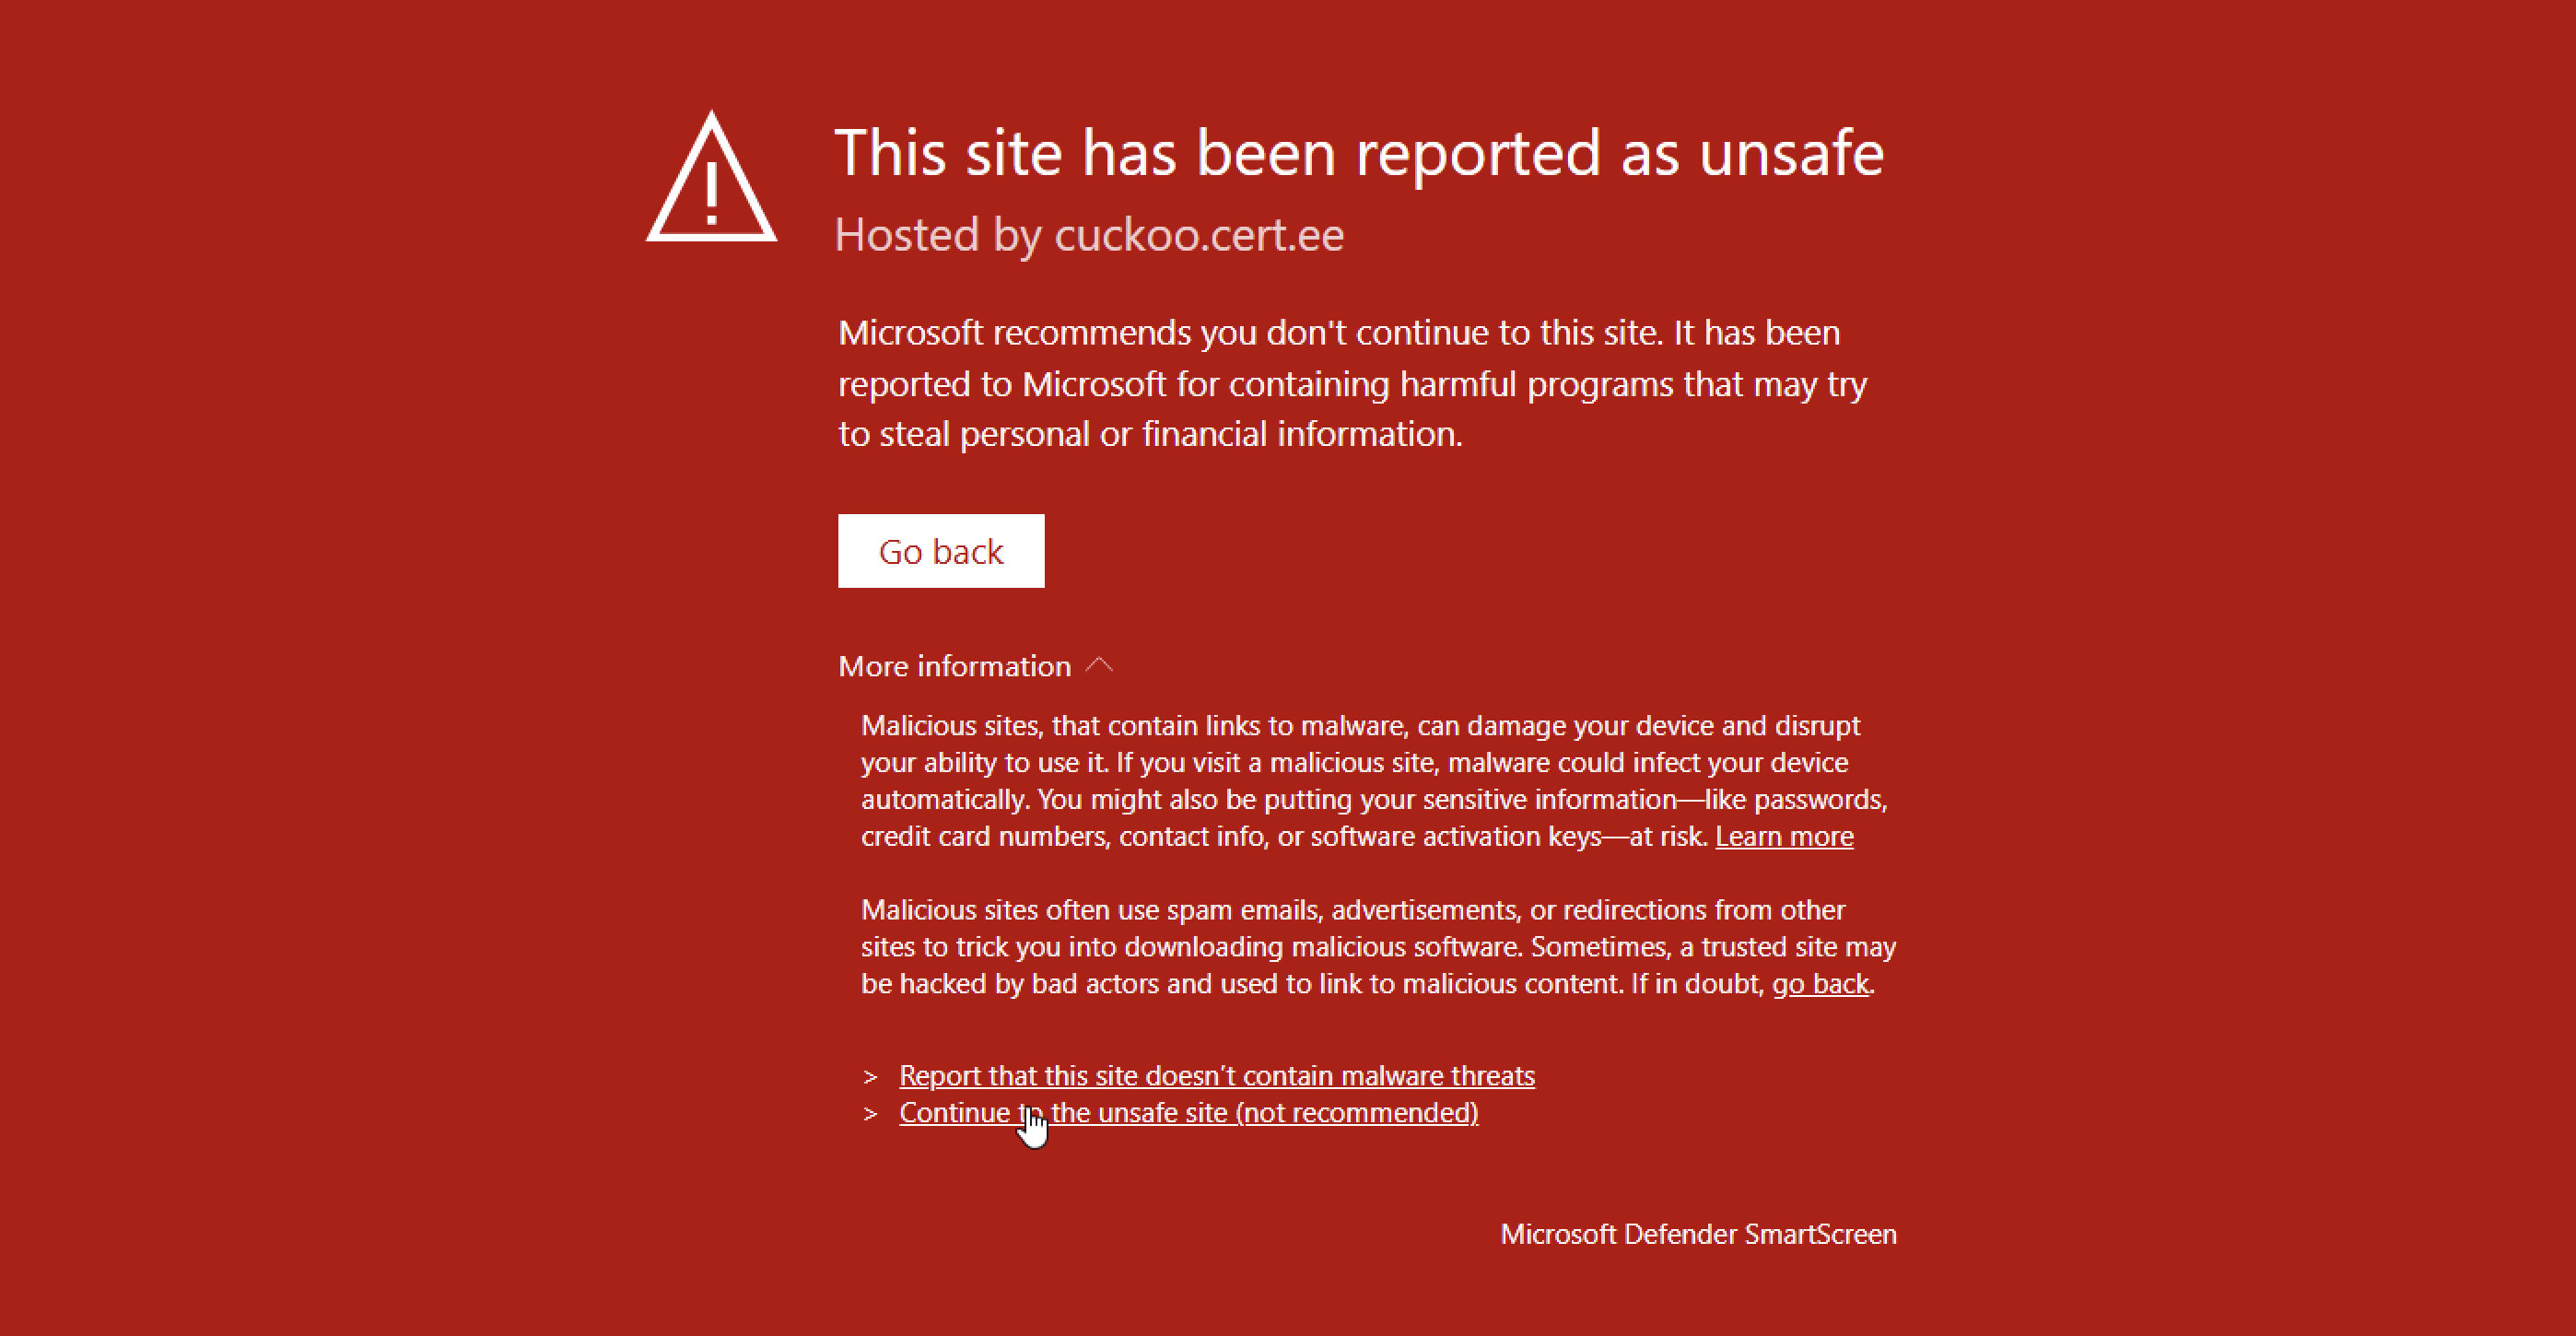 This site has been reported as unsafe
Hosted by cuckoo.cert.ee
Microsoft recommends you don't continue to this site. It has been
reported to Microsoft for containing harmful programs that may try
to steal personal or financial information.
Go back
More information
Malicious sites, that contain links to malware, can damage your device and disrupt
your ability to use it. If you visit a malicious site, malware could infect your device
automatically. You might also be putting your sensitive information—like passwords,
credit card numbers, contact info, or software activation keys—at risk. Learn more
Malicious sites often use spam emails, advertisements, or redirections from other
sites to trick you into downloading malicious software. Sometimes, a trusted site may
be hacked by bad actors and used to link to malicious content. If in doubt, go back.
> Report that this site doesn’t contain malware threats
> Continue to the unsafe site (not recommended)
Microsoft Defender SmartScreen